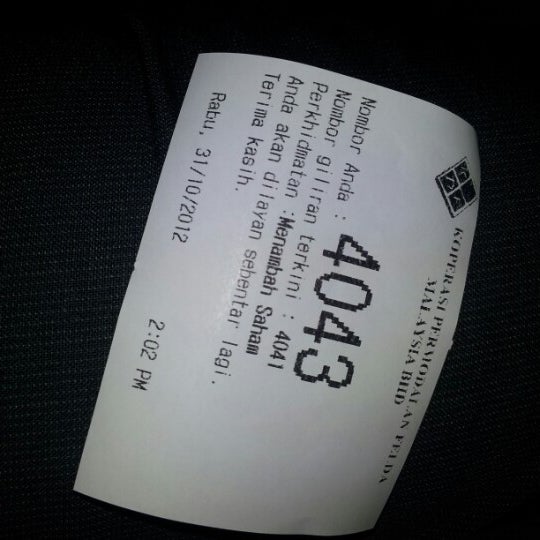 KOPERASI PERMODALAN FELDA
MALAYSIA BHD
Nombor Anda : 4043
Nombor giliran terkini : 4041
Perkhidmatan :Menambah Saham
Anda akan dilayan sebentar lagi.
Terima kasih.
Rabu, 31/10/2012 2:02 PM